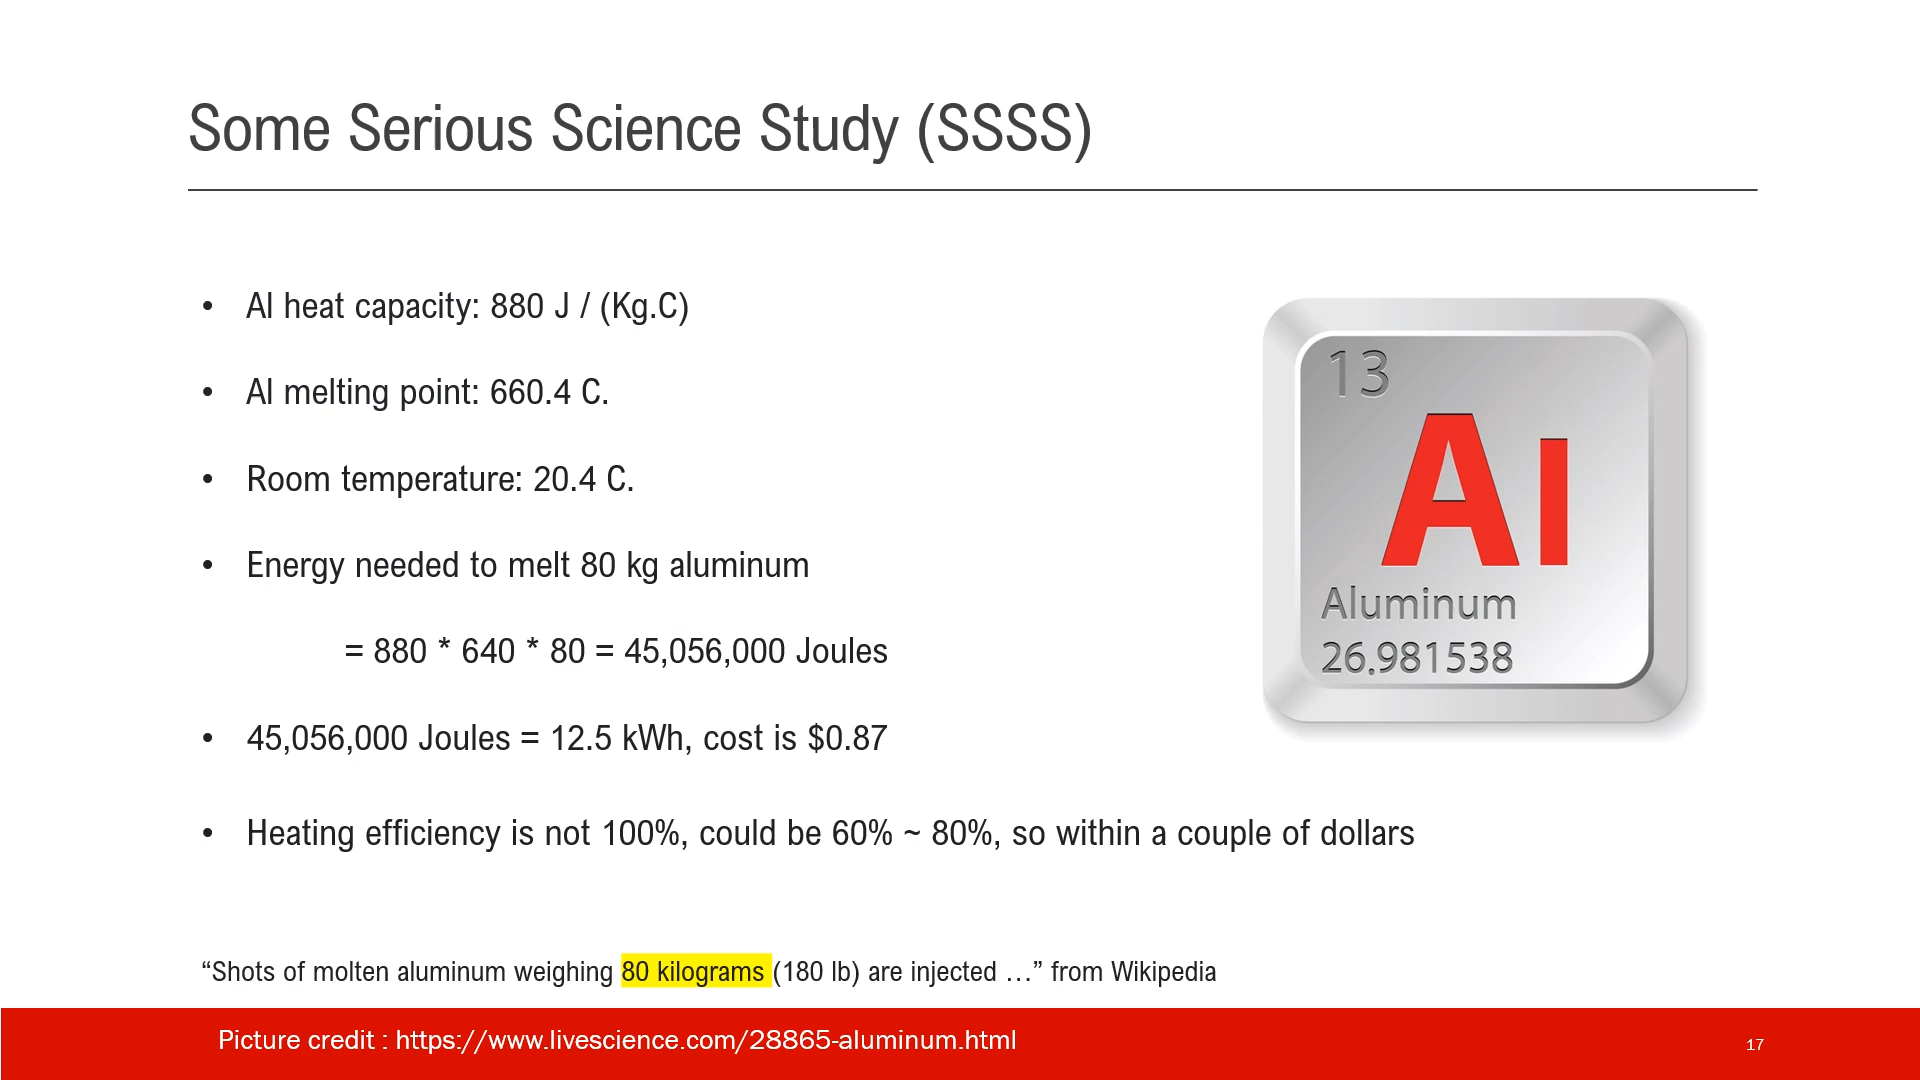 Some Serious Science Study (SSSS)
• Al heat capacity: 880 J / (Kg.C)
• Al melting point: 660.4 C.
• Room temperature: 20.4 C.
• Energy needed to melt 80 kg aluminum
= 880 * 640 * 80 = 45,056,000 Joules
• 45,056,000 Joules = 12.5 kWh, cost is $0.87
• Heating efficiency is not 100%, could be 60% ~ 80%, so within a couple of dollars
13
Al
Aluminum
26.981538
“Shots of molten aluminum weighing 80 kilograms (180 lb) are injected …” from Wikipedia
Picture credit : https://www.livescience.com/28865-aluminum.html
17